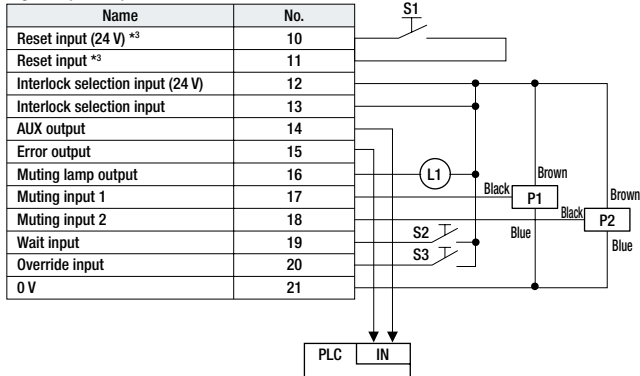 Name No.
Reset input (24 V) *3 10
Reset input *3 11
Interlock selection input (24 V) 12
Interlock selection input 13
AUX output 14
Error output 15
Muting lamp output 16
Muting input 1 17
Muting input 2 18
Wait input 19
Override input 20
0 V 21
S1
L1
Brown
Black P1
Brown
Black P2
Blue
Blue
S2
S3
PLC IN